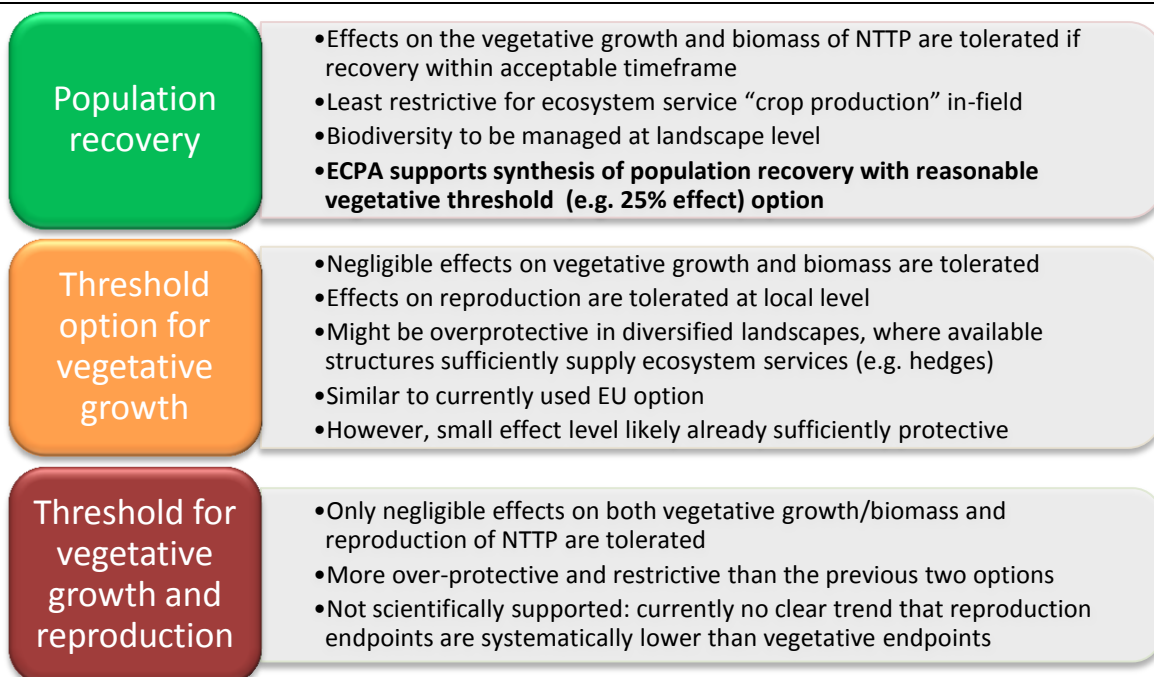 Population
recovery
•Effects on the vegetative growth and biomass of NTTP are tolerated if
recovery within acceptable timeframe
•Least restrictive for ecosystem service “crop production” in-field
•Biodiversity to be managed at landscape level
•ECPA supports synthesis of population recovery with reasonable
vegetative threshold (e.g. 25% effect) option
Threshold
option for
vegetative
growth
•Negligible effects on vegetative growth and biomass are tolerated
•Effects on reproduction are tolerated at local level
•Might be overprotective in diversified landscapes, where available
structures sufficiently supply ecosystem services (e.g. hedges)
•Similar to currently used EU option
•However, small effect level likely already sufficiently protective
Threshold for
vegetative
growth and
reproduction
•Only negligible effects on both vegetative growth/biomass and
reproduction of NTTP are tolerated
•More over-protective and restrictive than the previous two options
•Not scientifically supported: currently no clear trend that reproduction
endpoints are systematically lower than vegetative endpoints